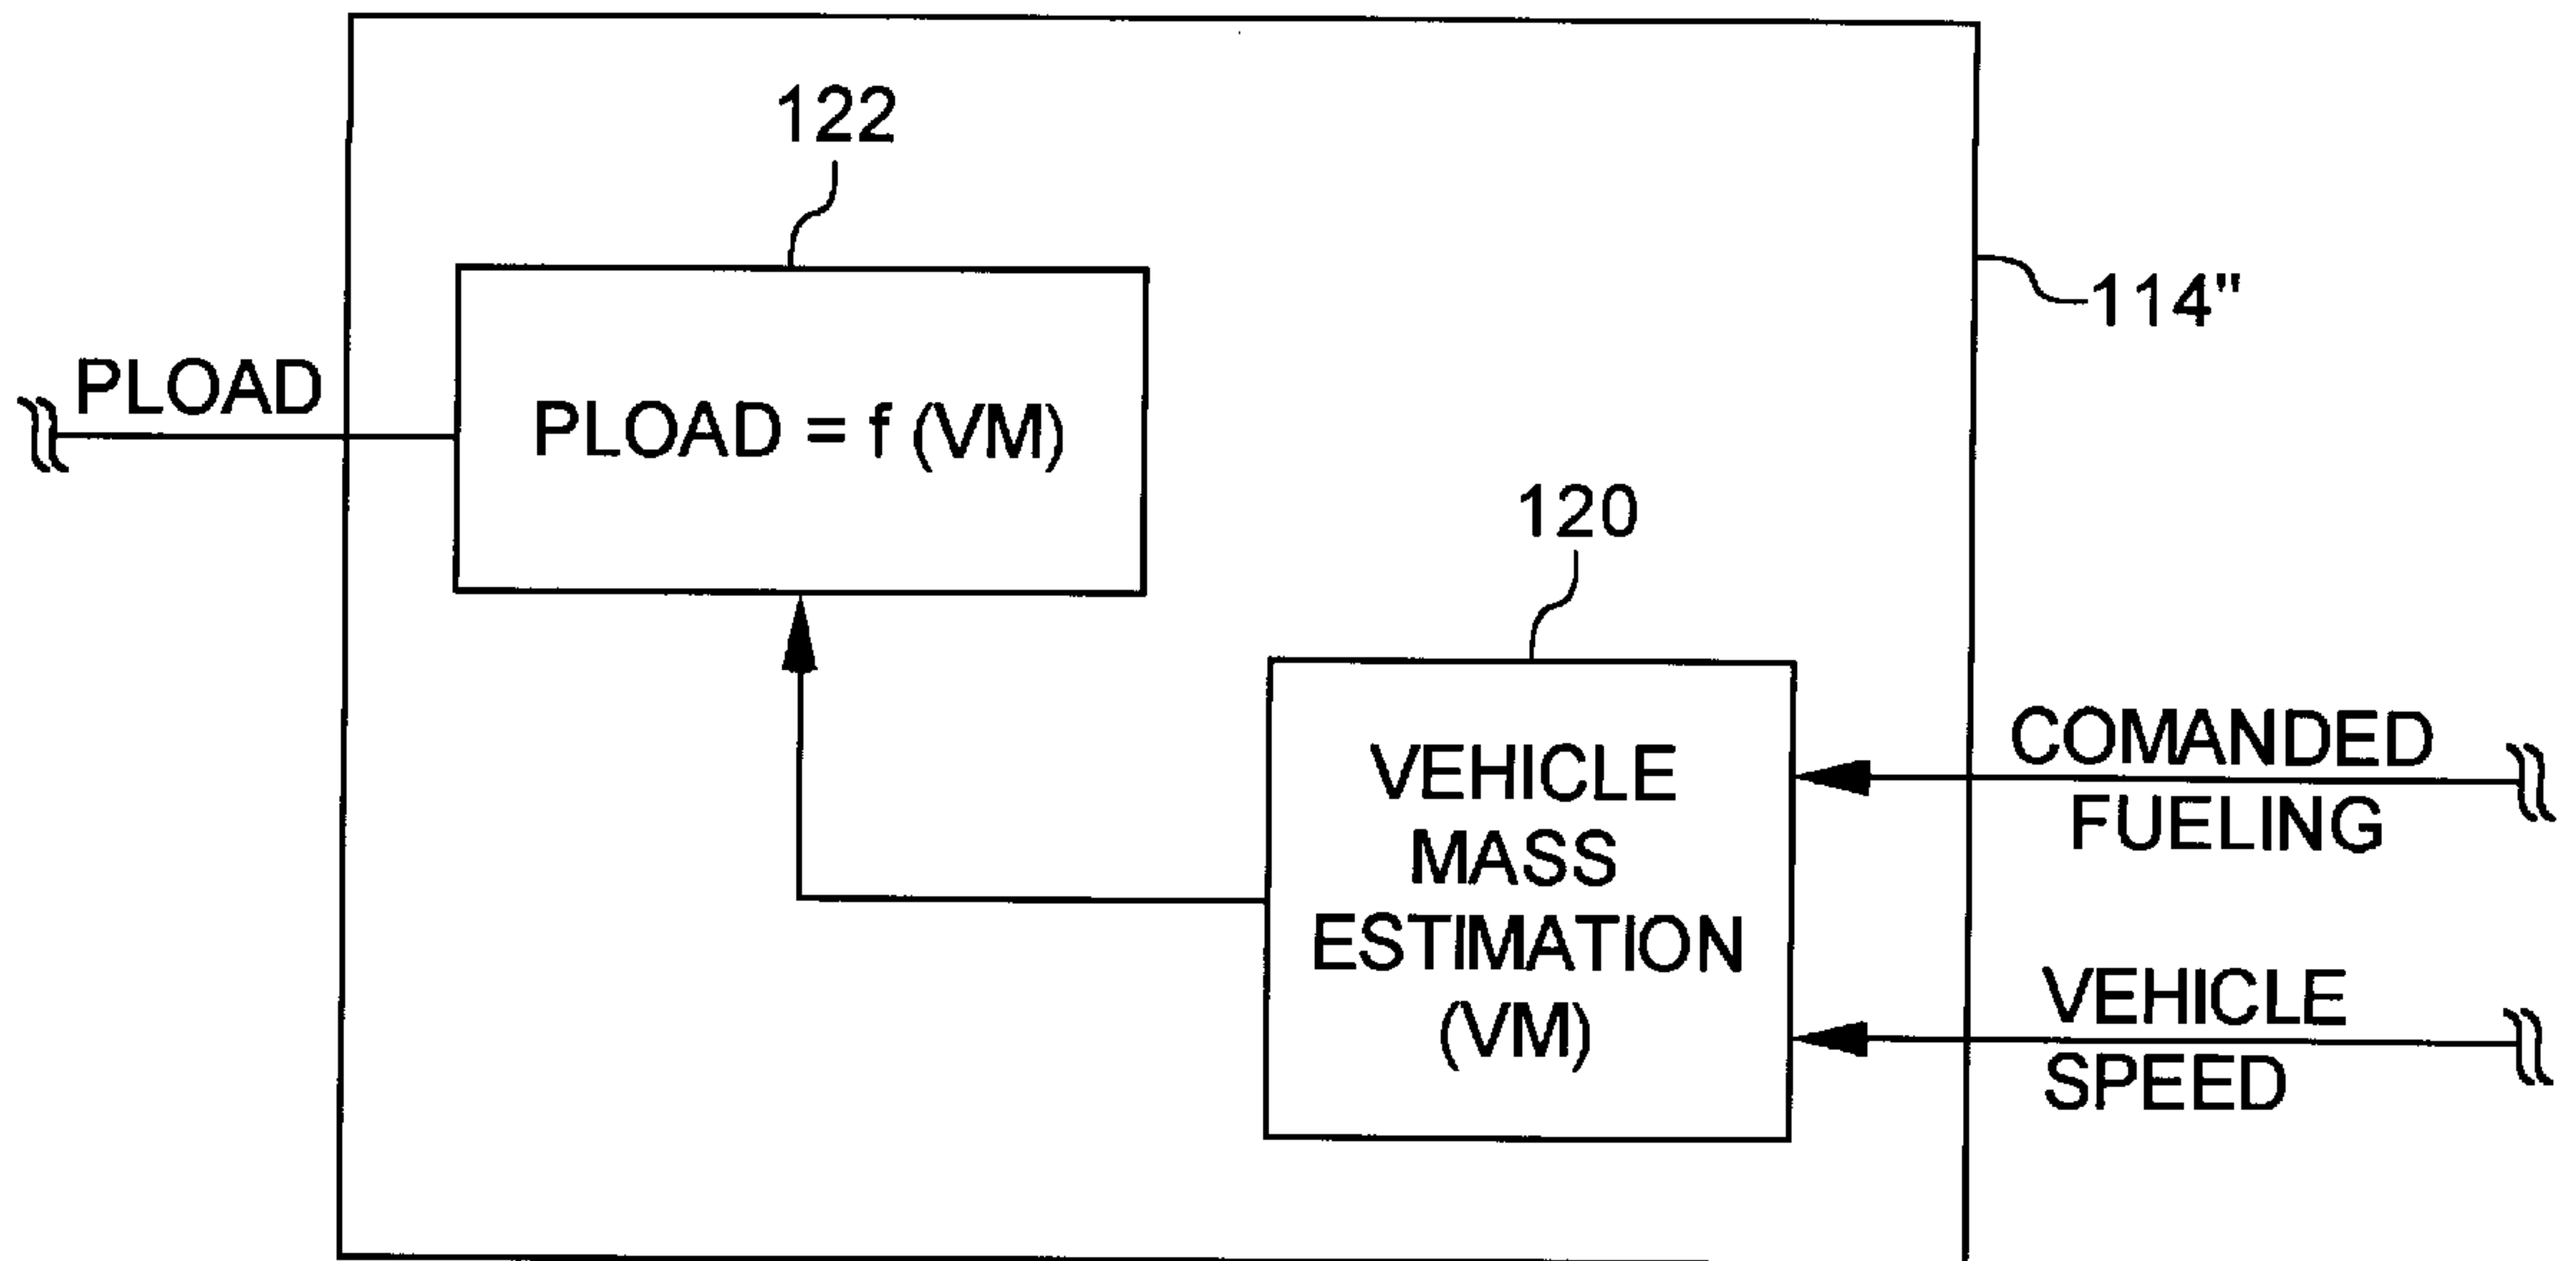 122
114"
PLOAD
PLOAD = f (VM)
120
VEHICLE
MASS
ESTIMATION
(VM)
COMANDED
FUELING
VEHICLE
SPEED